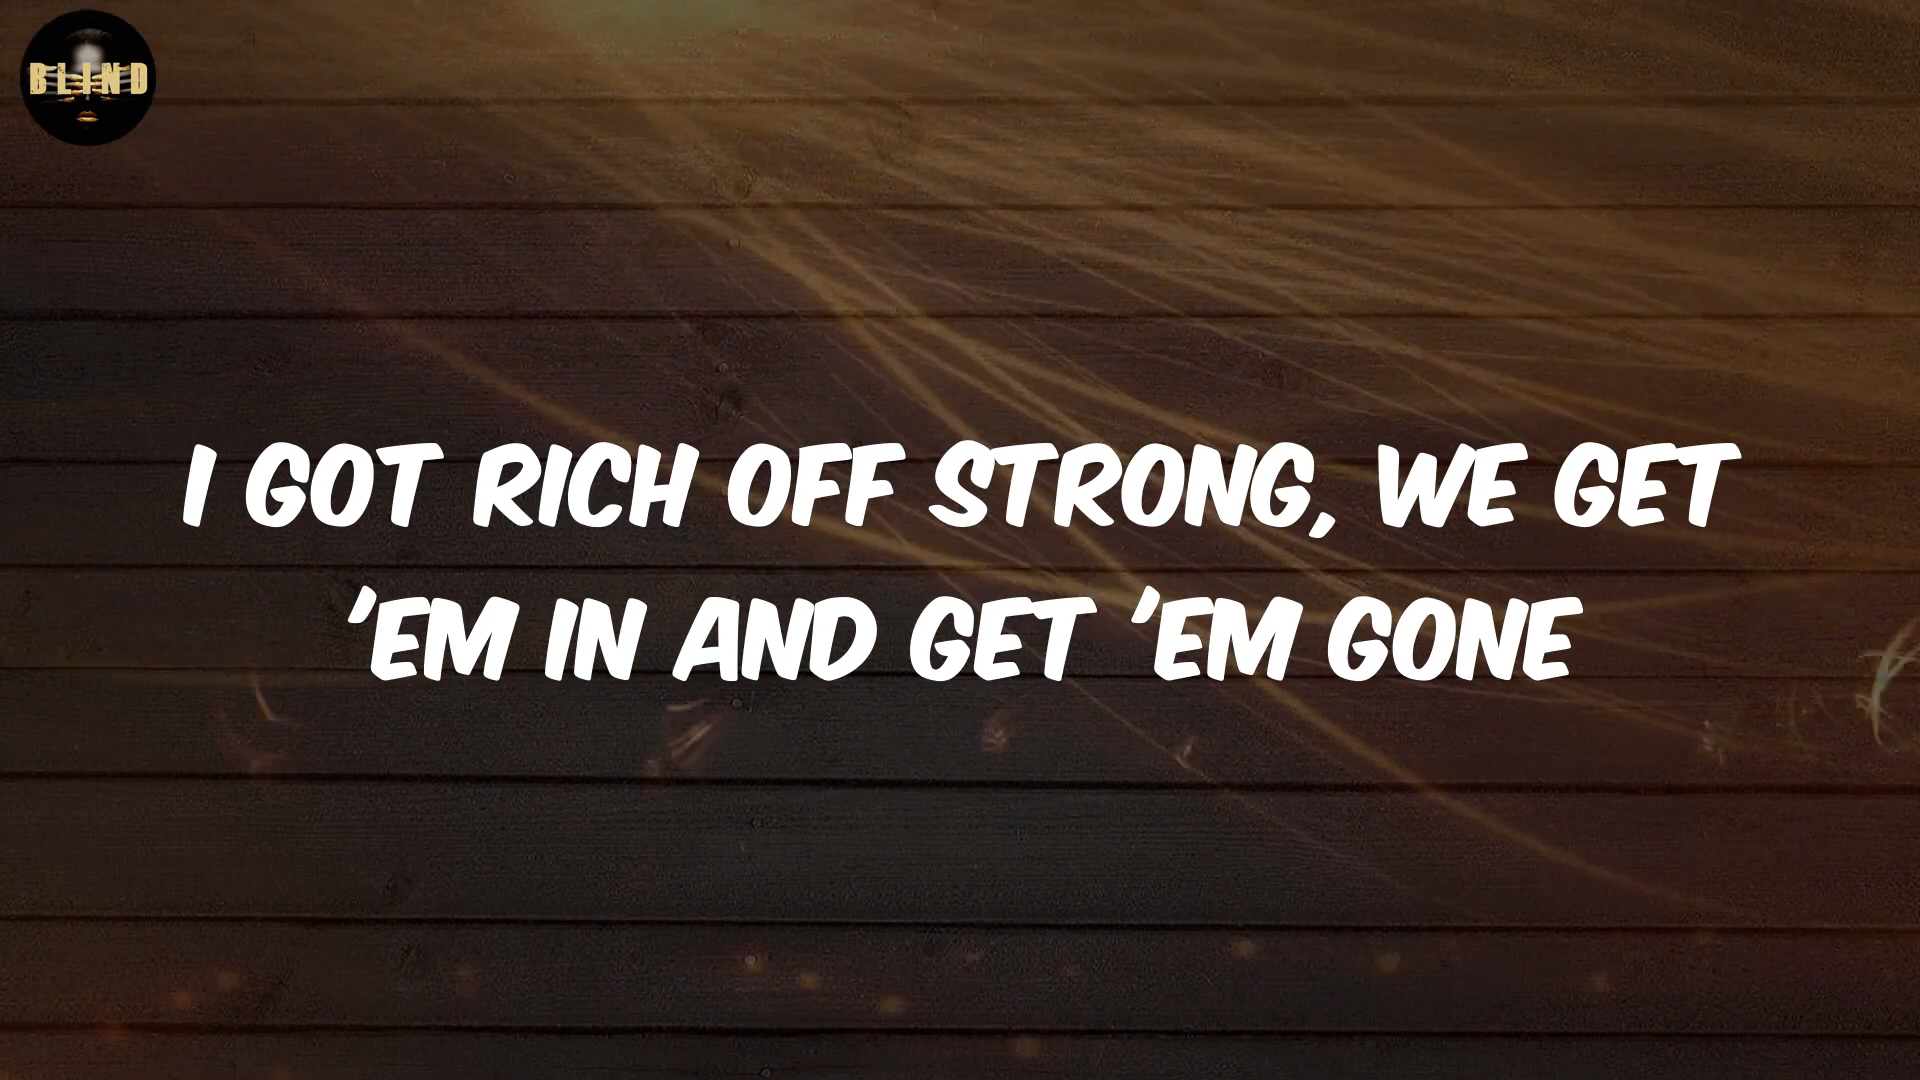 BLIND
I GOT RICH OFF STRONG, WE GET
'EM IN AND GET 'EM GONE